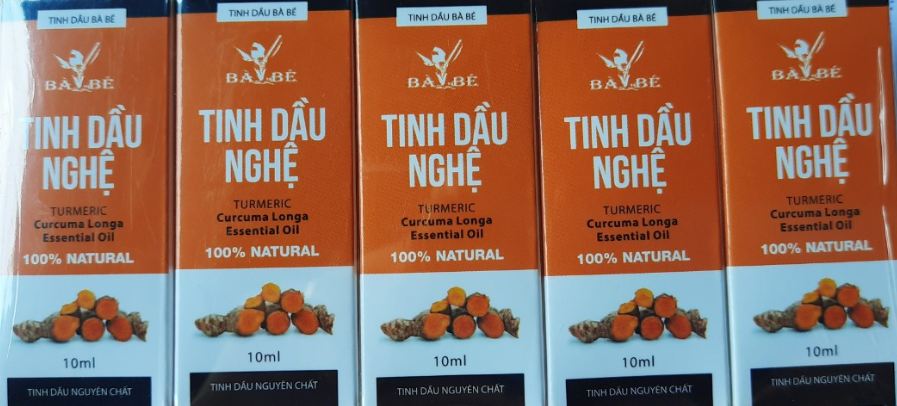 TINH DẦU BÀ BÉ
BÀ BÉ
TINH DẦU
NGHỆ
TURMERIC
Curcuma Longa
Essential Oil
100% NATURAL
10ml
TINH DẦU NGUYÊN CHẤT
TINH DẦU BÀ BÉ
BÀ BÉ
TINH DẦU
NGHỆ
TURMERIC
Curcuma Longa
Essential Oil
100% NATURAL
10ml
TINH DẦU NGUYÊN CHẤT
TINH DẦU BÀ BÉ
BÀ BÉ
TINH DẦU
NGHỆ
TURMERIC
Curcuma Longa
Essential Oil
100% NATURAL
10ml
TINH DẦU NGUYÊN CHẤT
TINH DẦU BÀ BÉ
BÀ BÉ
TINH DẦU
NGHỆ
TURMERIC
Curcuma Longa
Essential Oil
100% NATURAL
10ml
TINH DẦU NGUYÊN CHẤT
TINH DẦU BÀ BÉ
BÀ BÉ
TINH DẦU
NGHỆ
TURMERIC
Curcuma Longa
Essential Oil
100% NATURAL
10ml
TINH DẦU NGUYÊN CHẤT